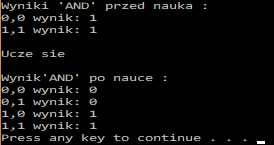 Wyniki 'AND' przed nauka :
0,0 wynik: 1
1,1 wynik: 1
Ucze sie
Wynik'AND' po nauce :
0,0 wynik: 0
0,1 wynik: 0
1,0 wynik: 1
1,1 wynik: 1
Press any key to continue . . .